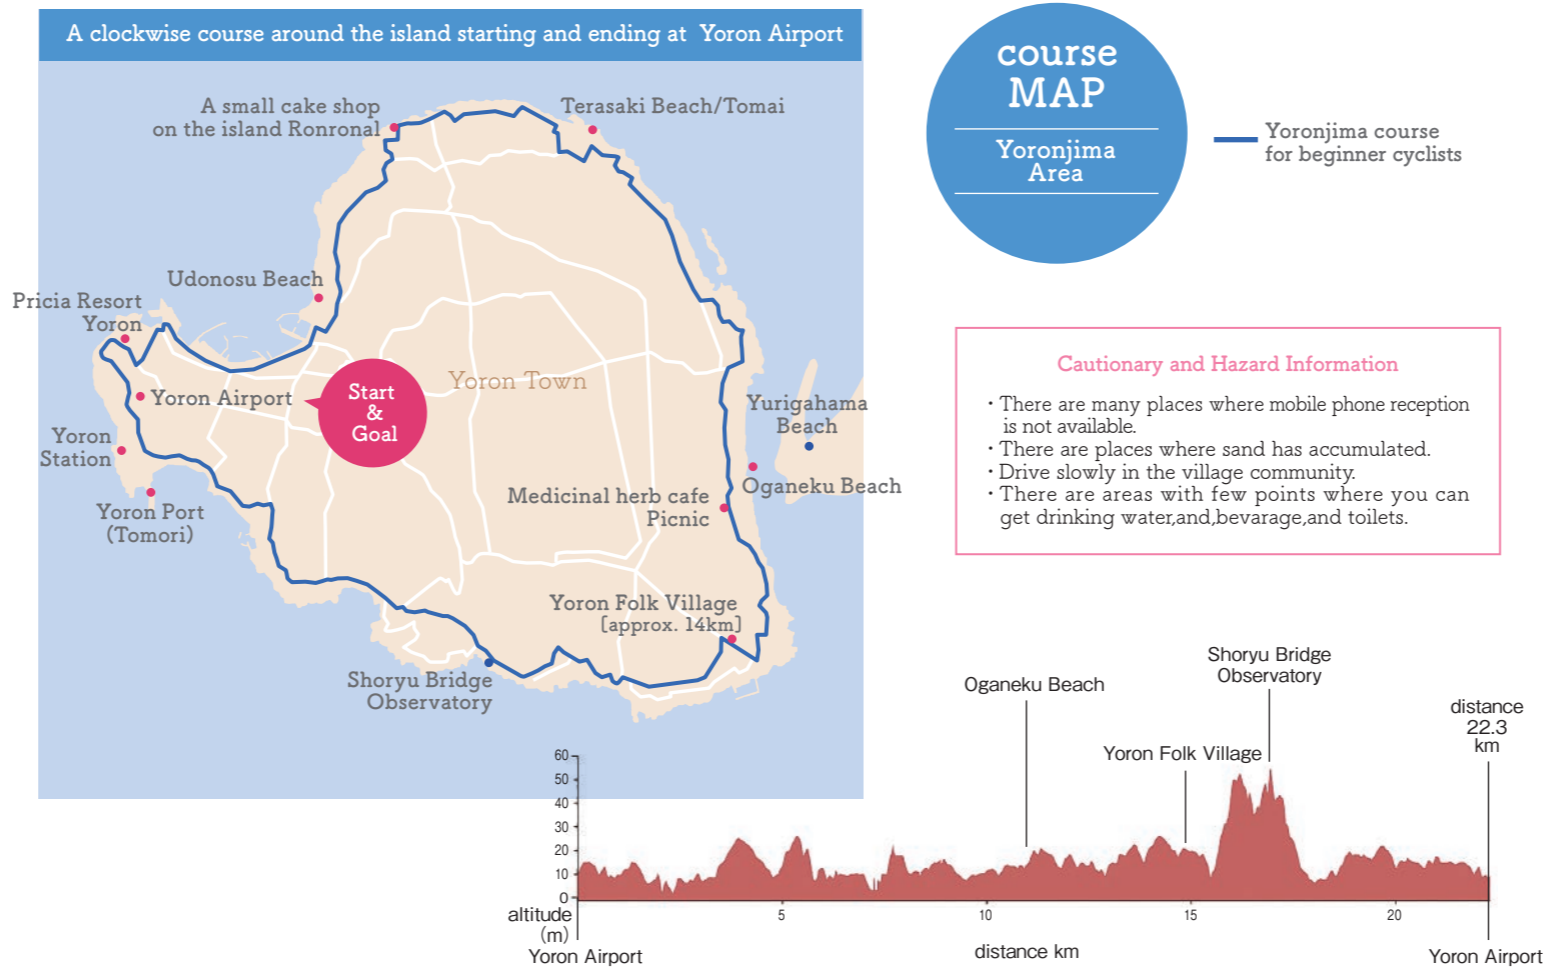 A clockwise course around the island starting and ending at Yoron Airport
course
MAP
Yoronjima
Area
Yoronjima course
for beginner cyclists
A small cake shop
on the island Ronronal
Terasaki Beach/Tomai
Udonosu Beach
Pricia Resort
Yoron
Yoron Airport
Start
&
Goal
Yoron Town
Yoron
Station
Yoron Port
(Tomori)
Yurigahama
Beach
Oganeku Beach
Medicinal herb cafe
Picnic
Yoron Folk Village
[approx. 14km]
Shoryu Bridge
Observatory
Cautionary and Hazard Information
・There are many places where mobile phone reception
is not available.
・There are places where sand has accumulated.
・Drive slowly in the village community.
・There are areas with few points where you can
get drinking water,and,bevarage,and toilets.
Oganeku Beach
Yoron Folk Village
Shoryu Bridge
Observatory
distance
22.3
km
60
50
40
30
20
10
0
altitude
(m)
5
10
15
20
Yoron Airport
distance km
Yoron Airport